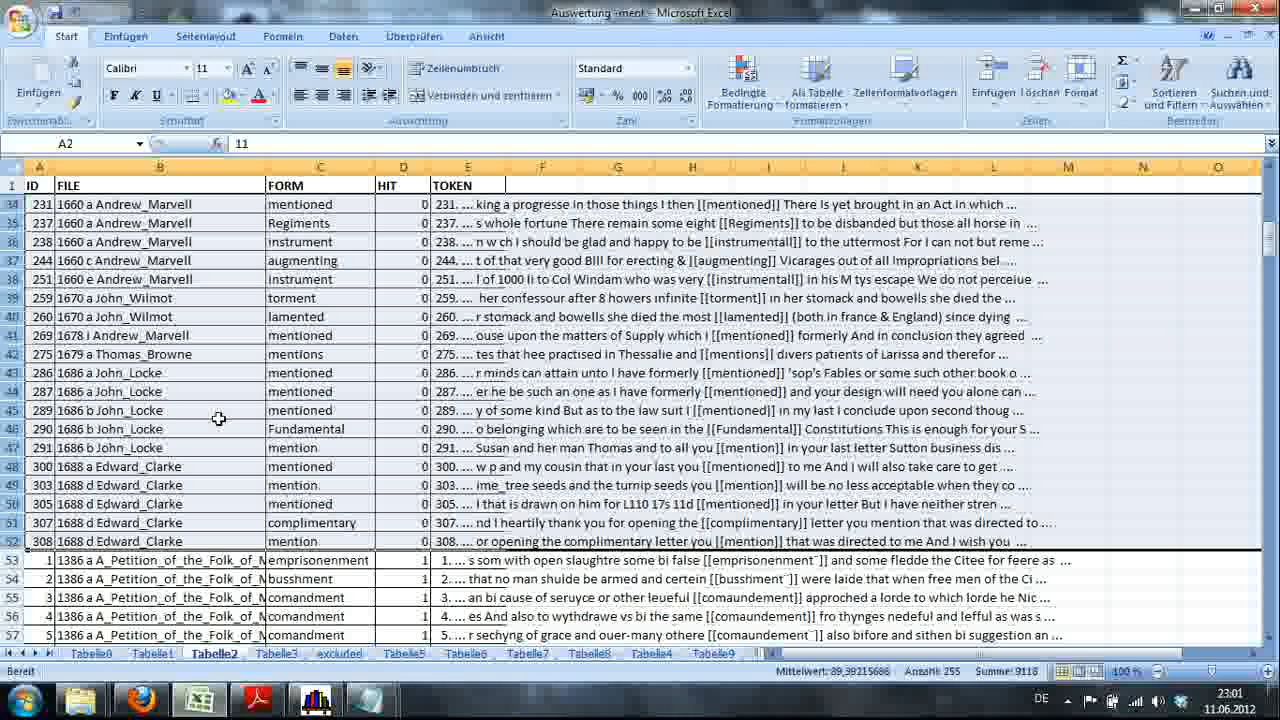 Auswertung -ment – Microsoft Excel
Start Einfügen Seitenlayout Formeln Daten Überprüfen Ansicht
Calibri 11 Zeilenumbruch Standard
Einfügen F K U Verbinden und zentrieren % 000 Bedingte Formatierung Als Tabelle formatieren Zellenformatvorlagen Einfügen Löschen Format Sortieren und Filtern Suchen und Auswählen
Schriftart Ausrichtung Zahl Zellen
A2 11
A B C D E F G H I J K L M N O
1 ID FILE FORM HIT TOKEN
34 231 1660 a Andrew_Marvell mentioned 0 231. ... king a progresse in those things I then [[mentioned]] There is yet brought in an Act in which ...
35 237 1660 a Andrew_Marvell Regiments 0 237. ... s whole fortune There remain some eight [[Regiments]] to be disbanded but those all horse in ...
36 238 1660 a Andrew_Marvell instrument 0 238. ... n w ch I should be glad and happy to be [[instrumentall]] to the uttermost For I can not but reme ...
37 244 1660 c Andrew_Marvell augmenting 0 244. ... t of that very good Bill for erecting & [[augmenting]] Vicarages out of all Impropriations bel. ...
38 251 1660 e Andrew_Marvell instrument 0 251. ... l of 1000 li to Col Windam who was very [[instrumentall]] in his M tys escape We do not perceiue ...
39 259 1670 a John_Wilmot torment 0 259. ... her confessour after 8 howers infinite [[torment]] in her stomack and bowells she died the ...
40 260 1670 a John_Wilmot lamented 0 260. ... r stomack and bowells she died the most [[lamented]] (both in france & England) since dying ...
41 269 1678 i Andrew_Marvell mentioned 0 269. ... ouse upon the matters of Supply which I [[mentioned]] formerly And in conclusion they agreed ...
42 275 1679 a Thomas_Browne mentions 0 275. ... tes that hee practised in Thessalie and [[mentions]] divers patients of Larissa and therefor ...
43 286 1686 a John_Locke mentioned 0 286. ... r minds can attain unto I have formerly [[mentioned]] 'sop's Fables or some such other book o ...
44 287 1686 a John_Locke mentioned 0 287. ... er he be such an one as I have formerly [[mentioned]] and your design will need you alone can ...
45 289 1686 b John_Locke mentioned 0 289. ... y of some kind But as to the law suit I [[mentioned]] in my last I conclude upon second thoug ...
46 290 1686 b John_Locke Fundamental 0 290. ... o belonging which are to be seen in the [[Fundamental]] Constitutions This is enough for your S ...
47 291 1686 b John_Locke mention 0 291. ... Susan and her man Thomas and to all you [[mention]] in your last letter Sutton business dis ...
48 300 1688 a Edward_Clarke mentioned 0 300. ... w p and my cousin that in your last you [[mentioned]] to me And I will also take care to get ...
49 303 1688 d Edward_Clarke mention 0 303. ... ime_tree seeds and the turnip seeds you [[mention]] will be no less acceptable when they co ...
50 305 1688 d Edward_Clarke mentioned 0 305. ... l that is drawn on him for L110 17s 11d [[mentioned]] in your letter But I have neither stren ...
51 307 1688 d Edward_Clarke complimentary 0 307. ... nd I heartily thank you for opening the [[complimentary]] letter you mention that was directed to ...
52 308 1688 d Edward_Clarke mention 0 308. ... or opening the complimentary letter you [[mention]] that was directed to me And I wish you ...
53 1 1386 a A_Petition_of_the_Folk_of_M emprisonenment 1 1. ... s som with open slaughtre some bi false [[emprisonement¨]] and some fledde the Citee for feere as ...
54 2 1386 a A_Petition_of_the_Folk_of_M busshment 1 2. ... that no man shulde be armed and certein [[busshment¨]] were laide that when free men of the Ci ...
55 3 1386 a A_Petition_of_the_Folk_of_M comandment 1 3. ... an bi cause of seruyce or other leueful [[comaundement]] approched a lorde to which lorde he Nic ...
56 4 1386 a A_Petition_of_the_Folk_of_M comandment 1 4. ... es And also to wythdrawe vs bi the same [[comaundement¨]] fro thynges nedeful and lefful as was s ...
57 5 1386 a A_Petition_of_the_Folk_of_M comandment 1 5. ... r sechyng of grace and ouer-many othere [[comaundement¨]] also bifore and sithen bi suggestion an ...
Tabelle0 Tabelle1 Tabelle2 Tabelle3 excluded Tabelle5 Tabelle6 Tabelle7 Tabelle8 Tabelle4 Tabelle9
Bereit Mittelwert: 89,39215686 Anzahl: 255 Summe: 9118 100 %
DE 23:01
11.06.2012